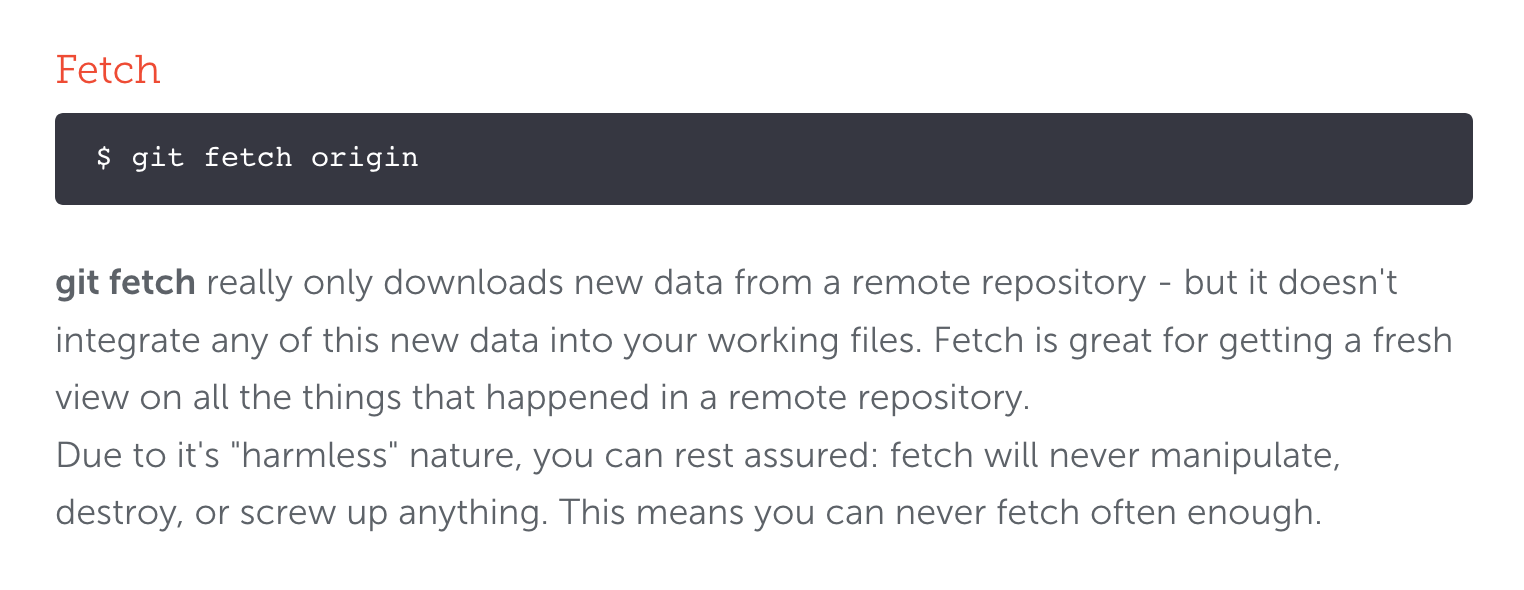 Fetch
$ git fetch origin
git fetch really only downloads new data from a remote repository - but it doesn't
integrate any of this new data into your working files. Fetch is great for getting a fresh
view on all the things that happened in a remote repository.
Due to it's "harmless" nature, you can rest assured: fetch will never manipulate,
destroy, or screw up anything. This means you can never fetch often enough.